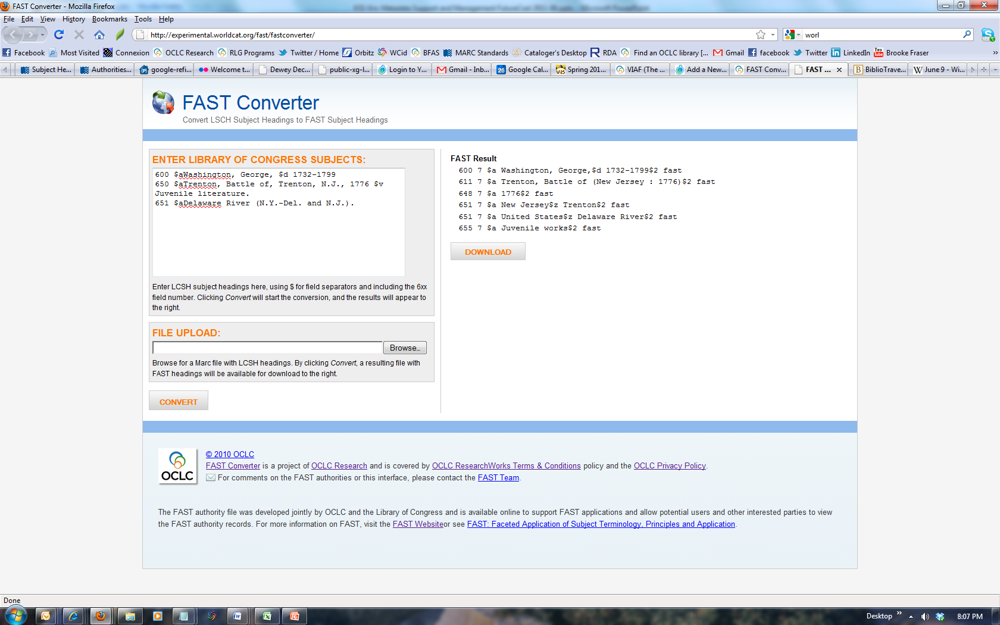 FAST Converter - Mozilla Firefox
File Edit View History Bookmarks Tools Help
http://experimental.worldcat.org/fast/fastconverter/
worl
Facebook Most Visited Connexion OCLC Research RLG Programs Twitter / Home Orbitz WCid BFAS MARC Standards Cataloger's Desktop RDA Find an OCLC library [... Gmail facebook Twitter LinkedIn Brooke Fraser »
Subject He... Authorities... google-refi... Welcome t... Dewey Dec... public-xg-l... Login to Y... Gmail - Inb... Google Cal... Spring 201... VIAF (The ... Add a New... FAST Conv... FAST ... BiblioTrave... June 9 - Wi...
FAST Converter
Convert LSCH Subject Headings to FAST Subject Headings
ENTER LIBRARY OF CONGRESS SUBJECTS:
600 $aWashington, George, $d 1732-1799
650 $aTrenton, Battle of, Trenton, N.J., 1776 $v
Juvenile literature.
651 $aDelaware River (N.Y.-Del. and N.J.).
Enter LCSH subject headings here, using $ for field separators and including the 6xx
field number. Clicking Convert will start the conversion, and the results will appear to
the right.
FILE UPLOAD:
Browse...
Browse for a Marc file with LCSH headings. By clicking Convert, a resulting file with
FAST headings will be available for download to the right.
CONVERT
FAST Result
600 7 $a Washington, George,$d 1732-1799$2 fast
611 7 $a Trenton, Battle of (New Jersey : 1776)$2 fast
648 7 $a 1776$2 fast
651 7 $a New Jersey$z Trenton$2 fast
651 7 $a United States$z Delaware River$2 fast
655 7 $a Juvenile works$2 fast
DOWNLOAD
OCLC
© 2010 OCLC
FAST Converter is a project of OCLC Research and is covered by OCLC ResearchWorks Terms & Conditions policy and the OCLC Privacy Policy.
For comments on the FAST authorities or this interface, please contact the FAST Team.
The FAST authority file was developed jointly by OCLC and the Library of Congress and is available online to support FAST applications and allow potential users and other interested parties to view
the FAST authority records. For more information on FAST, visit the FAST Websiteor see FAST: Faceted Application of Subject Terminology, Principles and Application.
Done
Desktop » 8:07 PM